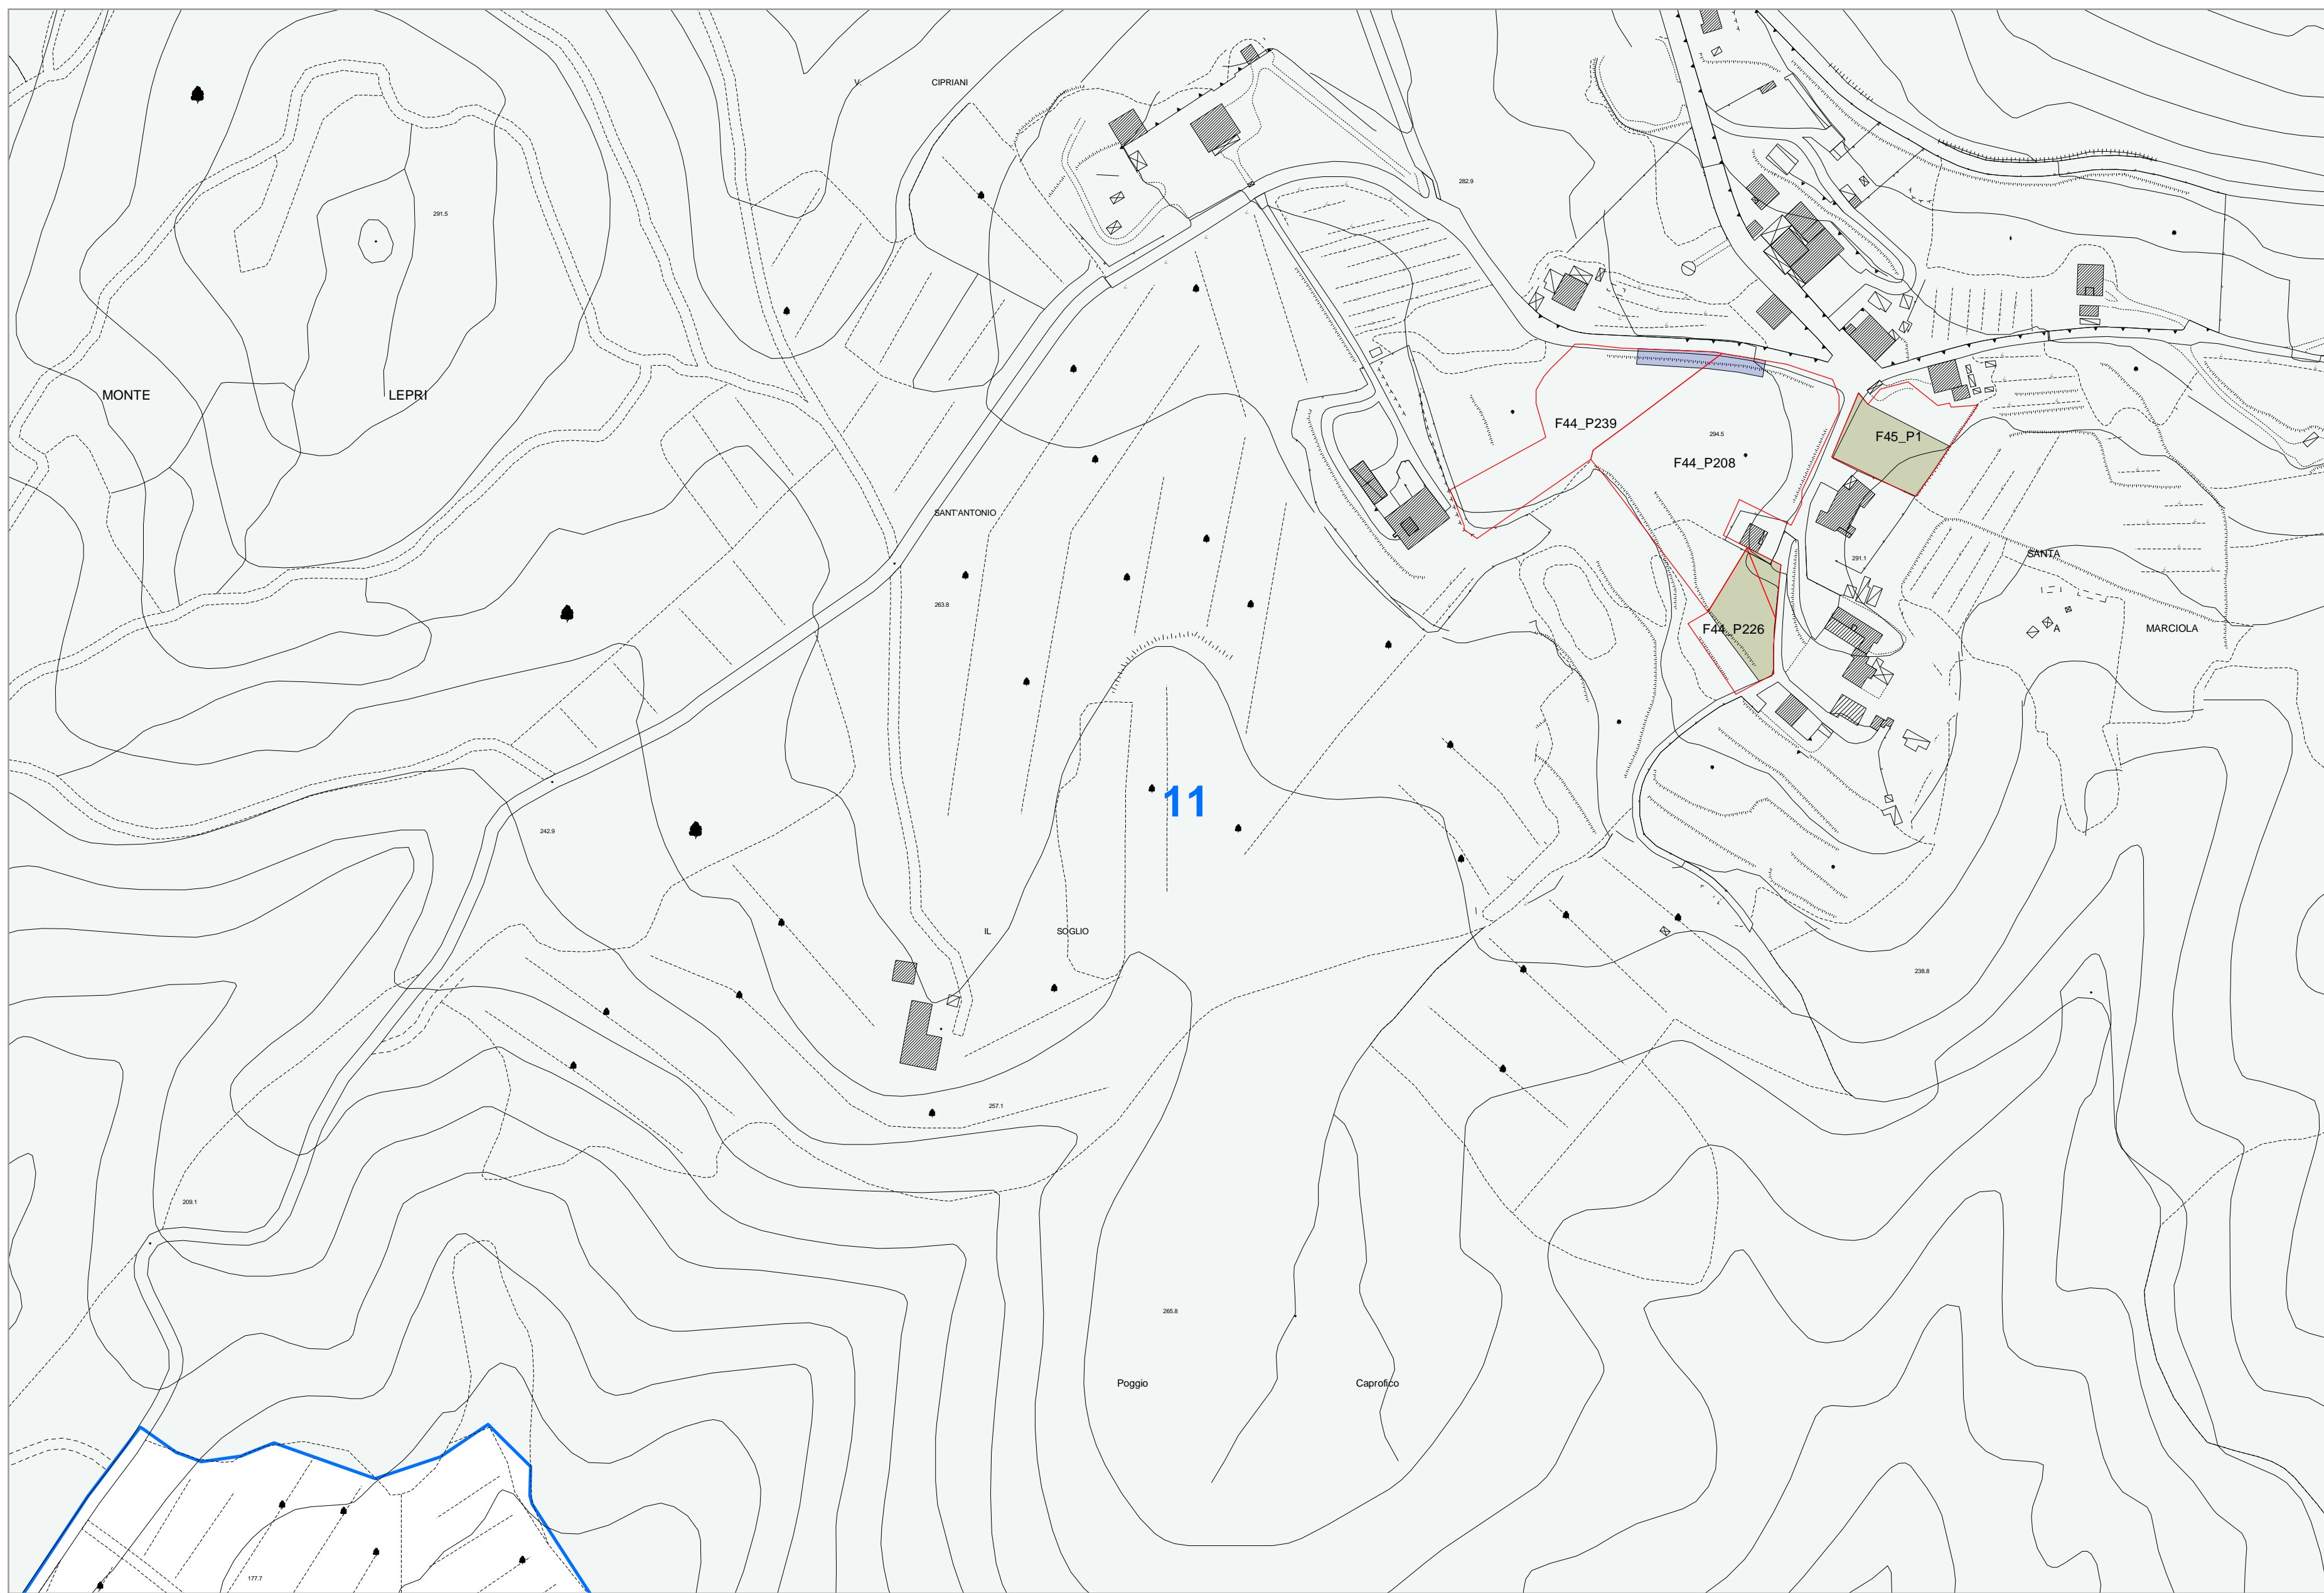 V. CIPRIANI
282.9
291.5
MONTE LEPRI
F44_P239
294.5
F45_P1
F44_P208
SANT'ANTONIO
SANTA
291.1
263.8
F44_P226
A MARCIOLA
11
242.9
IL SOGLIO
238.8
257.1
209.1
265.8
Poggio Caprofico
177.7